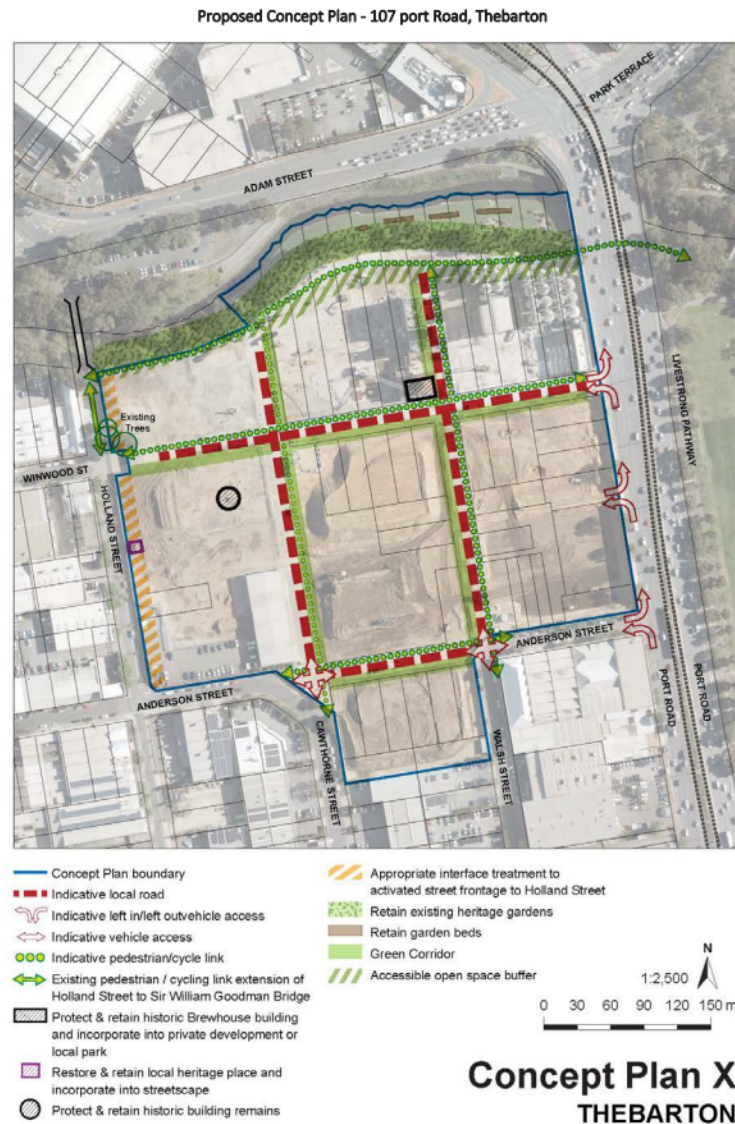 Proposed Concept Plan - 107 port Road, Thebarton
PARK TERRACE
ADAM STREET
LIVESTRONG PATHWAY
Existing
Trees
WINWOOD ST
HOLLAND STREET
ANDERSON STREET
ANDERSON STREET
PORT ROAD
PORT ROAD
CAWTHORNE STREET
WALSH STREET
Concept Plan boundary
Indicative local road
Indicative left in/left outvehicle access
Indicative vehicle access
Indicative pedestrian/cycle link
Existing pedestrian / cycling link extension of
Holland Street to Sir William Goodman Bridge
Protect & retain historic Brewhouse building
and incorporate into private development or
local park
Restore & retain local heritage place and
incorporate into streetscape
Protect & retain historic building remains
Appropriate interface treatment to
activated street frontage to Holland Street
Retain existing heritage gardens
Retain garden beds
Green Corridor
Accessible open space buffer
N
1:2,500
0 30 60 90 120 150 m
Concept Plan X
THEBARTON